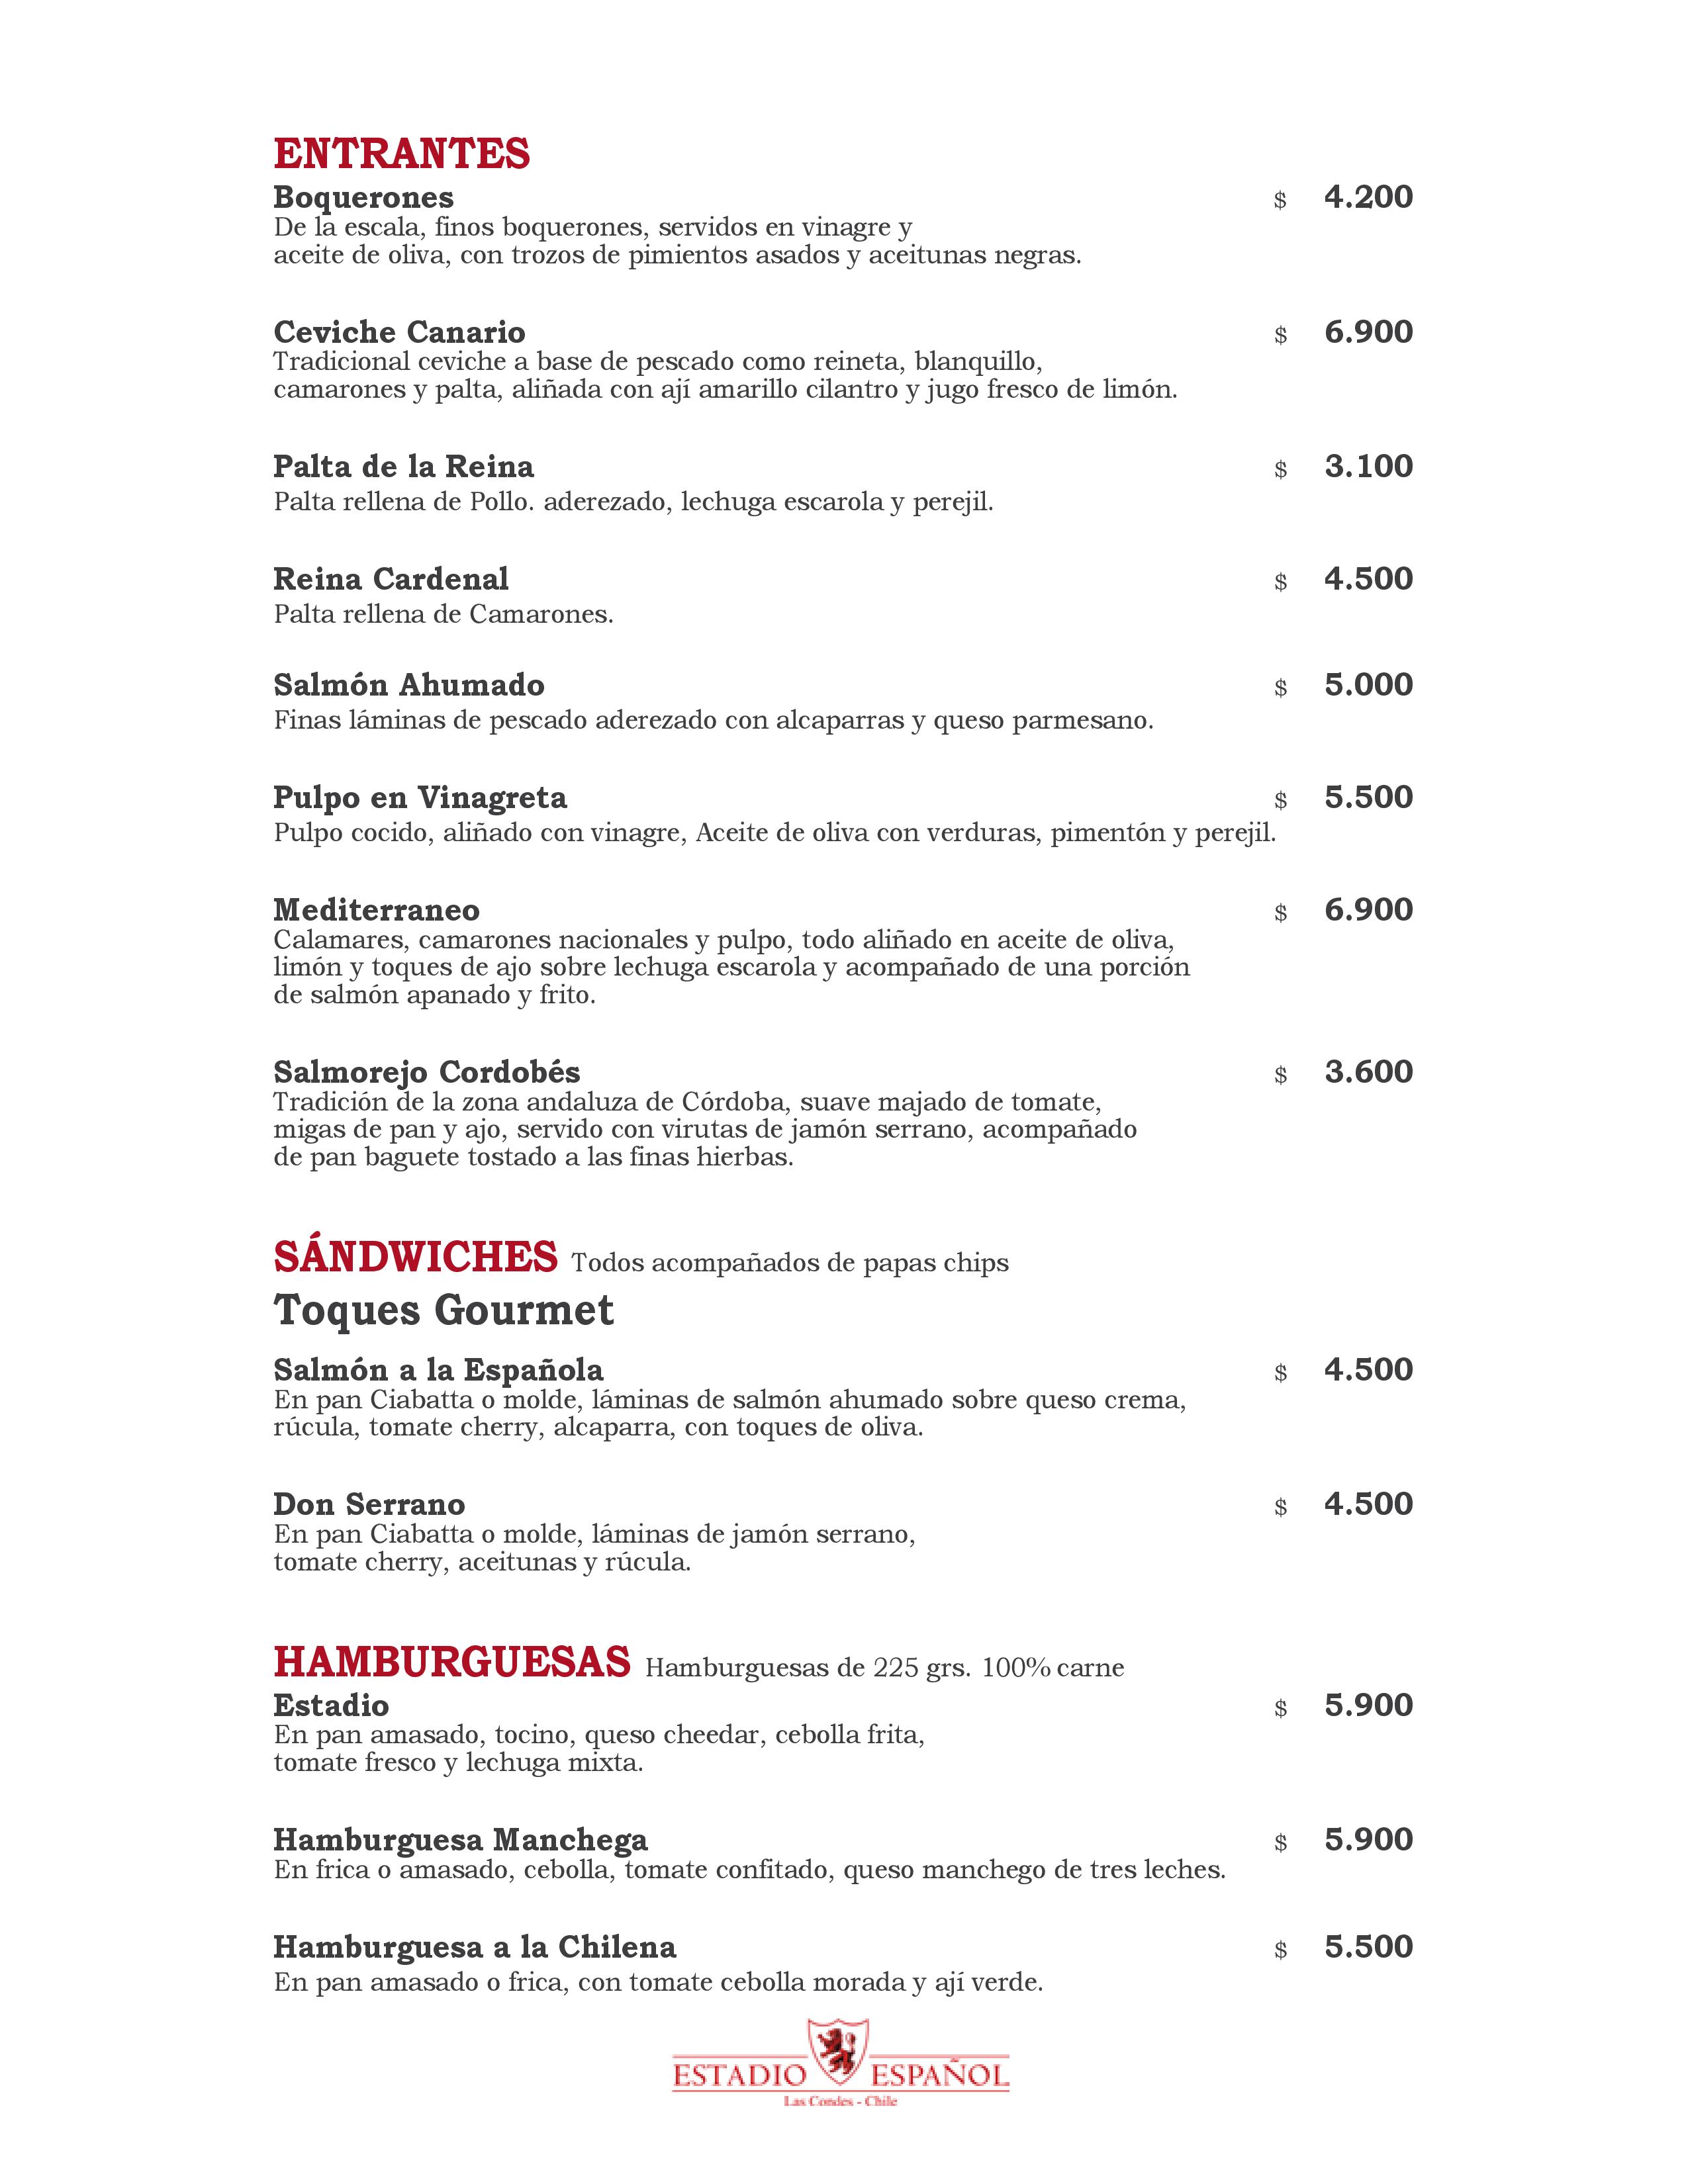 ENTRANTES
Boquerones $ 4.200
De la escala, finos boquerones, servidos en vinagre y
aceite de oliva, con trozos de pimientos asados y aceitunas negras.
Ceviche Canario $ 6.900
Tradicional ceviche a base de pescado como reineta, blanquillo,
camarones y palta, aliñada con ají amarillo cilantro y jugo fresco de limón.
Palta de la Reina $ 3.100
Palta rellena de Pollo. aderezado, lechuga escarola y perejil.
Reina Cardenal $ 4.500
Palta rellena de Camarones.
Salmón Ahumado $ 5.000
Finas láminas de pescado aderezado con alcaparras y queso parmesano.
Pulpo en Vinagreta $ 5.500
Pulpo cocido, aliñado con vinagre, Aceite de oliva con verduras, pimentón y perejil.
Mediterraneo $ 6.900
Calamares, camarones nacionales y pulpo, todo aliñado en aceite de oliva,
limón y toques de ajo sobre lechuga escarola y acompañado de una porción
de salmón apanado y frito.
Salmorejo Cordobés $ 3.600
Tradición de la zona andaluza de Córdoba, suave majado de tomate,
migas de pan y ajo, servido con virutas de jamón serrano, acompañado
de pan baguete tostado a las finas hierbas.
SÁNDWICHES Todos acompañados de papas chips
Toques Gourmet
Salmón a la Española $ 4.500
En pan Ciabatta o molde, láminas de salmón ahumado sobre queso crema,
rúcula, tomate cherry, alcaparra, con toques de oliva.
Don Serrano $ 4.500
En pan Ciabatta o molde, láminas de jamón serrano,
tomate cherry, aceitunas y rúcula.
HAMBURGUESAS Hamburguesas de 225 grs. 100% carne
Estadio $ 5.900
En pan amasado, tocino, queso cheedar, cebolla frita,
tomate fresco y lechuga mixta.
Hamburguesa Manchega $ 5.900
En frica o amasado, cebolla, tomate confitado, queso manchego de tres leches.
Hamburguesa a la Chilena $ 5.500
En pan amasado o frica, con tomate cebolla morada y ají verde.
ESTADIO ESPAÑOL
Las Condes - Chile